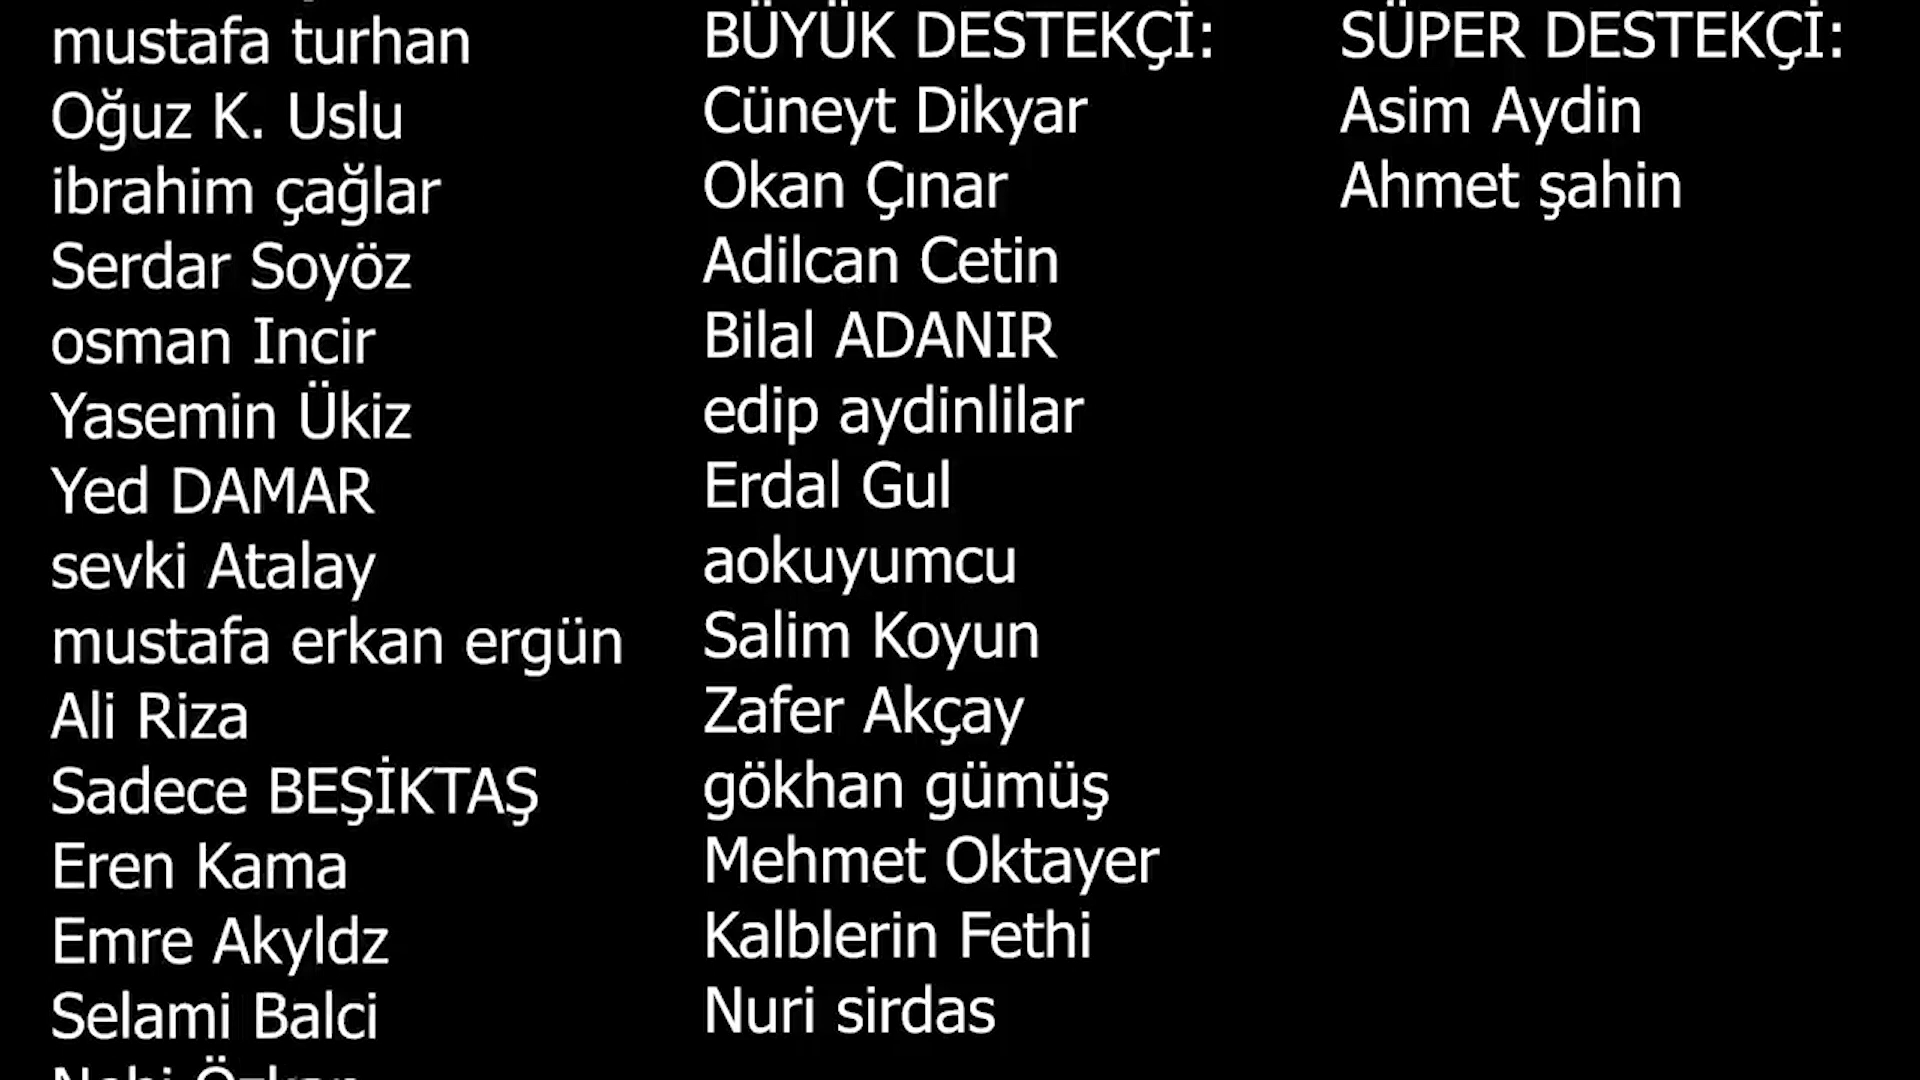 mustafa turhan
Oğuz K. Uslu
ibrahim çağlar
Serdar Soyöz
osman Incir
Yasemin Ükiz
Yed DAMAR
sevki Atalay
mustafa erkan ergün
Ali Riza
Sadece BEŞİKTAŞ
Eren Kama
Emre Akyldz
Selami Balci
BÜYÜK DESTEKÇİ:
Cüneyt Dikyar
Okan Çınar
Adilcan Cetin
Bilal ADANIR
edip aydinlilar
Erdal Gul
aokuyumcu
Salim Koyun
Zafer Akçay
gökhan gümüş
Mehmet Oktayer
Kalblerin Fethi
Nuri sirdas
SÜPER DESTEKÇİ:
Asim Aydin
Ahmet şahin